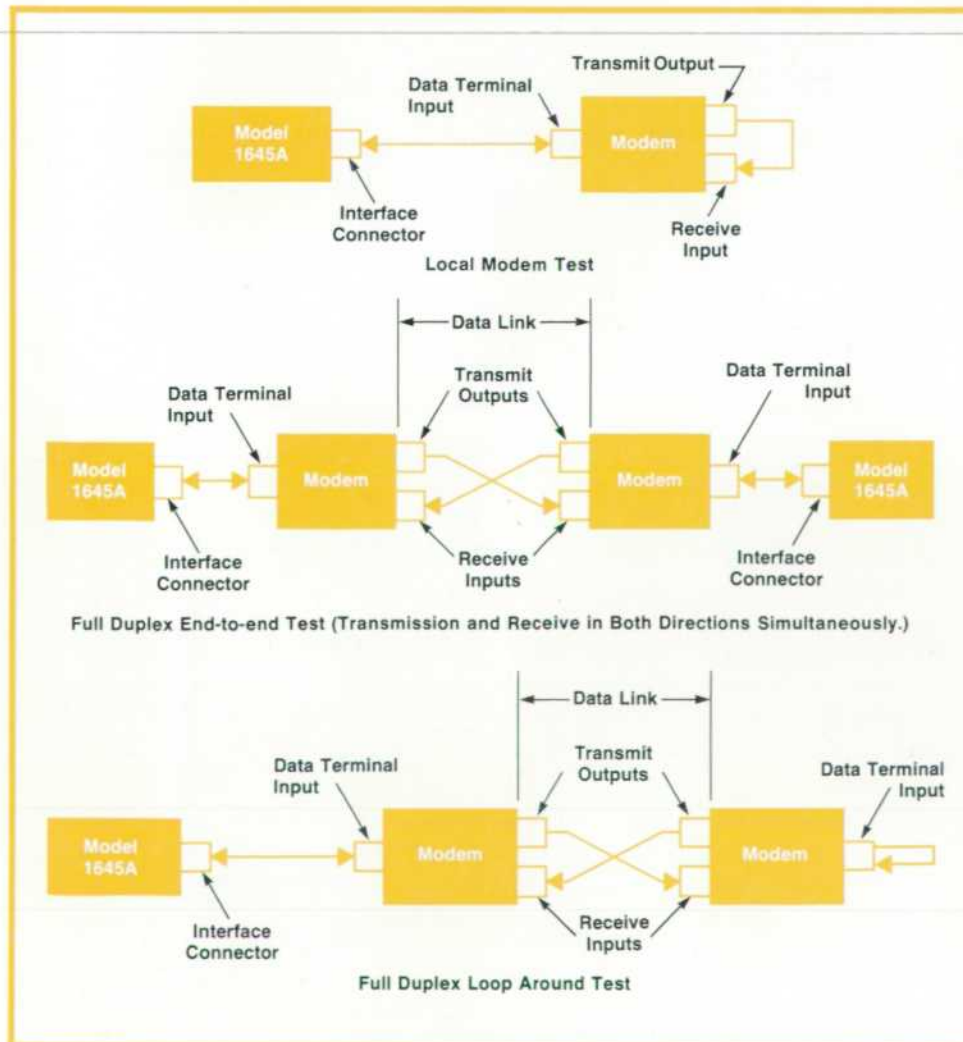 Transmit Output
Data Terminal
Input
Model
1645A
Modem
Interface
Connector
Receive
Input
Local Modem Test
Data Link
Data Terminal
Input
Transmit
Outputs
Data Terminal
Input
Model
1645A
Modem
Modem
Model
1645A
Interface
Connector
Receive
Inputs
Interface
Connector
Full Duplex End-to-end Test (Transmission and Receive in Both Directions Simultaneously.)
Data Link
Data Terminal
Input
Transmit
Outputs
Data Terminal
Input
Model
1645A
Modem
Modem
Interface
Connector
Receive
Inputs
Full Duplex Loop Around Test